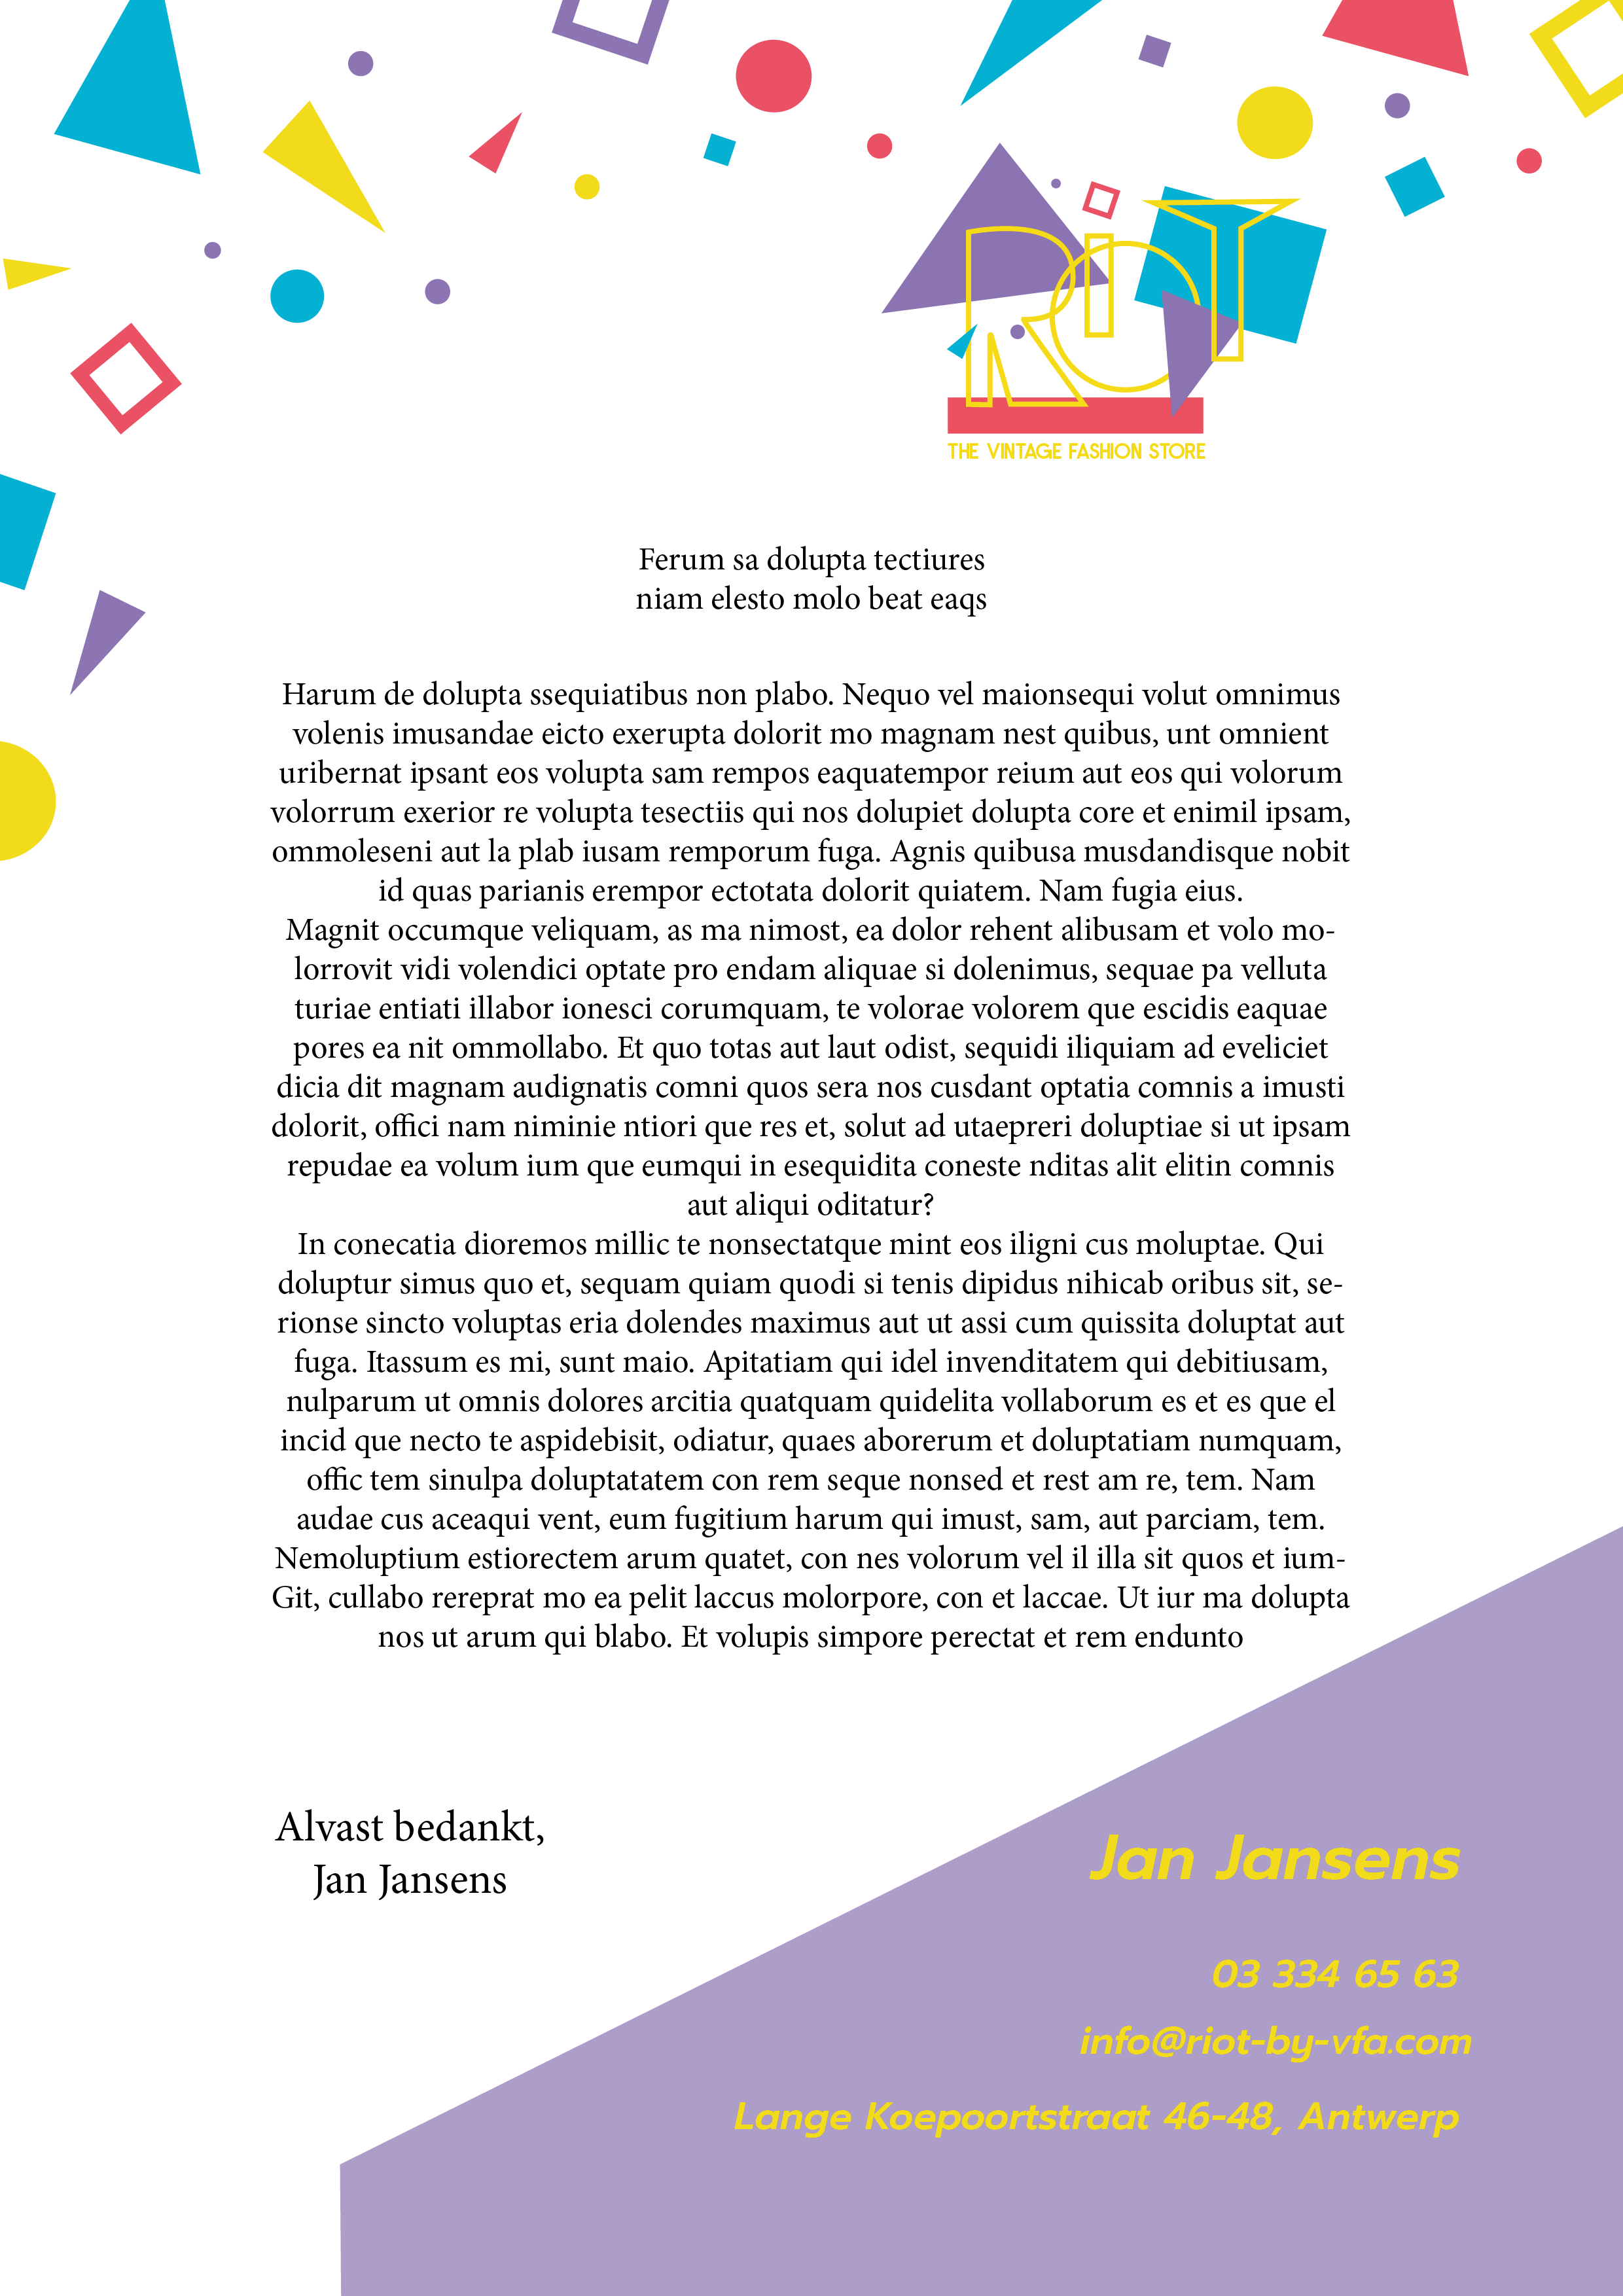 RIOT
THE VINTAGE FASHION STORE
Ferum sa dolupta tectiures
niam elesto molo beat eaqs
Harum de dolupta ssequiatibus non plabo. Nequo vel maionsequi volut omnimus
volenis imusandae eicto exerupta dolorit mo magnam nest quibus, unt omnient
uribernat ipsant eos volupta sam rempos eaquatempor reium aut eos qui volorum
volorrum exerior re volupta tesectiis qui nos dolupiet dolupta core et enimil ipsam,
ommoleseni aut la plab iusam remporum fuga. Agnis quibusa musdandisque nobit
id quas parianis erempor ectotata dolorit quiatem. Nam fugia eius.
Magnit occumque veliquam, as ma nimost, ea dolor rehent alibusam et volo mo-
lorrovit vidi volendici optate pro endam aliquae si dolenimus, sequae pa velluta
turiae entiati illabor ionesci corumquam, te volorae volorem que escidis eaquae
pores ea nit ommollabo. Et quo totas aut laut odist, sequidi iliquiam ad eveliciet
dicia dit magnam audignatis comni quos sera nos cusdant optatia comnis a imusti
dolorit, offici nam niminie ntiori que res et, solut ad utaepreri doluptiae si ut ipsam
repudae ea volum ium que eumqui in esequidita coneste nditas alit elitin comnis
aut aliqui oditatur?
In conecatia dioremos millic te nonsectatque mint eos iligni cus moluptae. Qui
doluptur simus quo et, sequam quiam quodi si tenis dipidus nihicab oribus sit, se-
rionse sincto voluptas eria dolendes maximus aut ut assi cum quissita doluptat aut
fuga. Itassum es mi, sunt maio. Apitatiam qui idel invenditatem qui debitiusam,
nulparum ut omnis dolores arcitia quatquam quidelita vollaborum es et es que el
incid que necto te aspidebisit, odiatur, quaes aborerum et doluptatiam numquam,
offic tem sinulpa doluptatatem con rem seque nonsed et rest am re, tem. Nam
audae cus aceaqui vent, eum fugitium harum qui imust, sam, aut parciam, tem.
Nemoluptium estiorectem arum quatet, con nes volorum vel il illa sit quos et ium-
Git, cullabo rereprat mo ea pelit laccus molorpore, con et laccae. Ut iur ma dolupta
nos ut arum qui blabo. Et volupis simpore perectat et rem endunto
Alvast bedankt,
Jan Jansens
Jan Jansens
03 334 65 63
info@riot-by-vfa.com
Lange Koepoortstraat 46-48, Antwerp